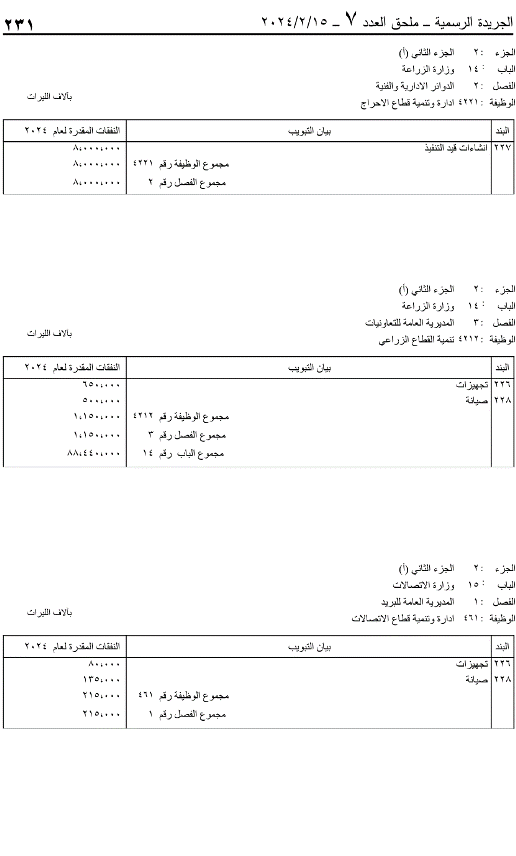 الجريدة الرسمية – ملحق العدد ٧ – ٢٠٢٤/٢/١٥ ٢٣١
الجزء : ٢ الجزء الثاني (أ)
الباب : ١٤ وزارة الزراعة
الفصل : ٢ الدوائر الادارية والفنية
الوظيفة : ٤٢٢١ ادارة وتنمية قطاع الاحراج
بآلاف الليرات
البند بيان التبويب النفقات المقدرة لعام ٢٠٢٤
٢٢٧ انشاءات قيد التنفيذ ٨،٠٠٠،٠٠٠
مجموع الوظيفة رقم ٤٢٢١ ٨،٠٠٠،٠٠٠
مجموع الفصل رقم ٢ ٨،٠٠٠،٠٠٠
الجزء : ٢ الجزء الثاني (أ)
الباب : ١٤ وزارة الزراعة
الفصل : ٣ المديرية العامة للتعاونيات
الوظيفة : ٤٢١٢ تنمية القطاع الزراعي
بآلاف الليرات
البند بيان التبويب النفقات المقدرة لعام ٢٠٢٤
٢٢٦ تجهيزات ٦٥٠،٠٠٠
٢٢٨ صيانة ٥٠٠،٠٠٠
مجموع الوظيفة رقم ٤٢١٢ ١،١٥٠،٠٠٠
مجموع الفصل رقم ٣ ١،١٥٠،٠٠٠
مجموع الباب رقم ١٤ ٨٨،٤٤٠،٠٠٠
الجزء : ٢ الجزء الثاني (أ)
الباب : ١٥ وزارة الاتصالات
الفصل : ١ المديرية العامة للبريد
الوظيفة : ٤٦١ ادارة وتنمية قطاع الاتصالات
بآلاف الليرات
البند بيان التبويب النفقات المقدرة لعام ٢٠٢٤
٢٢٦ تجهيزات ٨٠،٠٠٠
٢٢٨ صيانة ١٣٥،٠٠٠
مجموع الوظيفة رقم ٤٦١ ٢١٥،٠٠٠
مجموع الفصل رقم ١ ٢١٥،٠٠٠